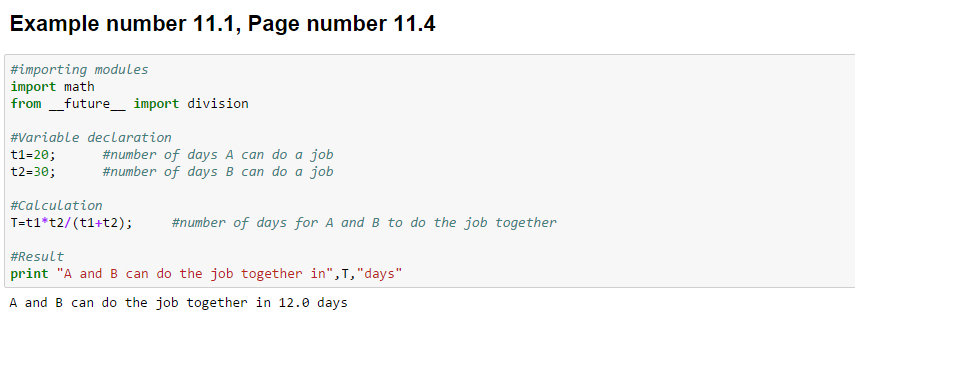 Example number 11.1, Page number 11.4
#importing modules
import math
from __future__ import division
#Variable declaration
t1=20;      #number of days A can do a job
t2=30;      #number of days B can do a job
#Calculation
T=t1*t2/(t1+t2);     #number of days for A and B to do the job together
#Result
print "A and B can do the job together in",T,"days"
A and B can do the job together in 12.0 days